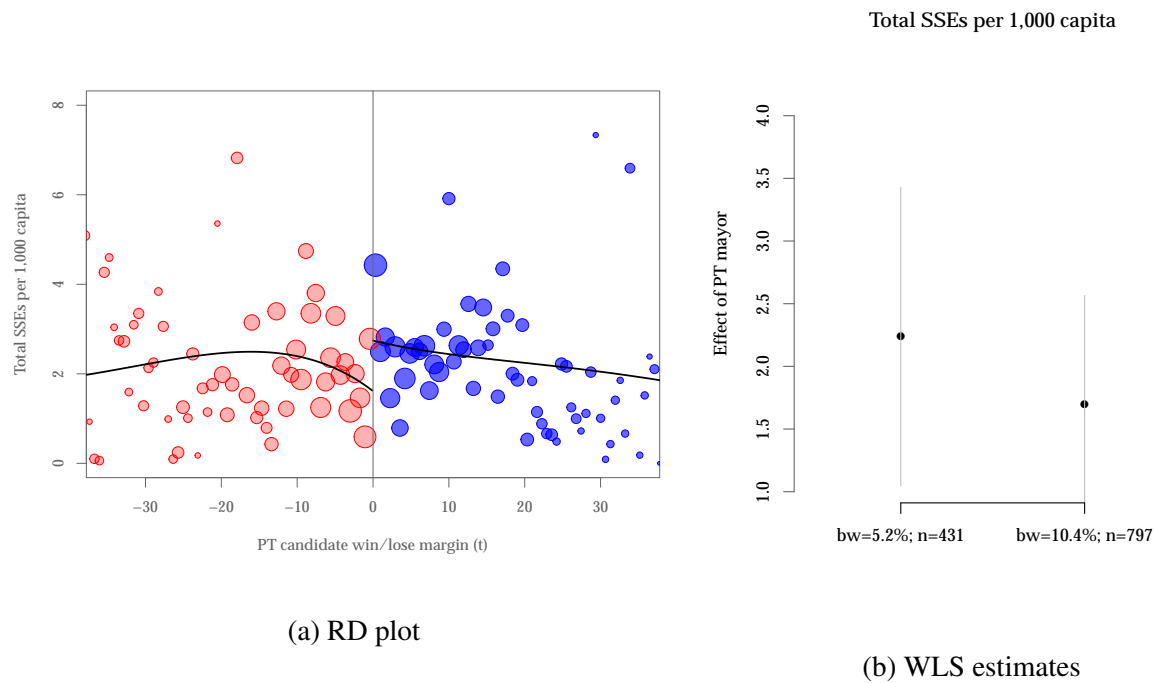 Total SSEs per 1,000 capita
Total SSEs per 1,000 capita
8
6
4
2
0
−30
−20
−10
0
10
20
30
PT candidate win/lose margin (t)
(a) RD plot
Effect of PT mayor
4.0
3.5
3.0
2.5
2.0
1.5
1.0
bw=5.2%; n=431
bw=10.4%; n=797
(b) WLS estimates